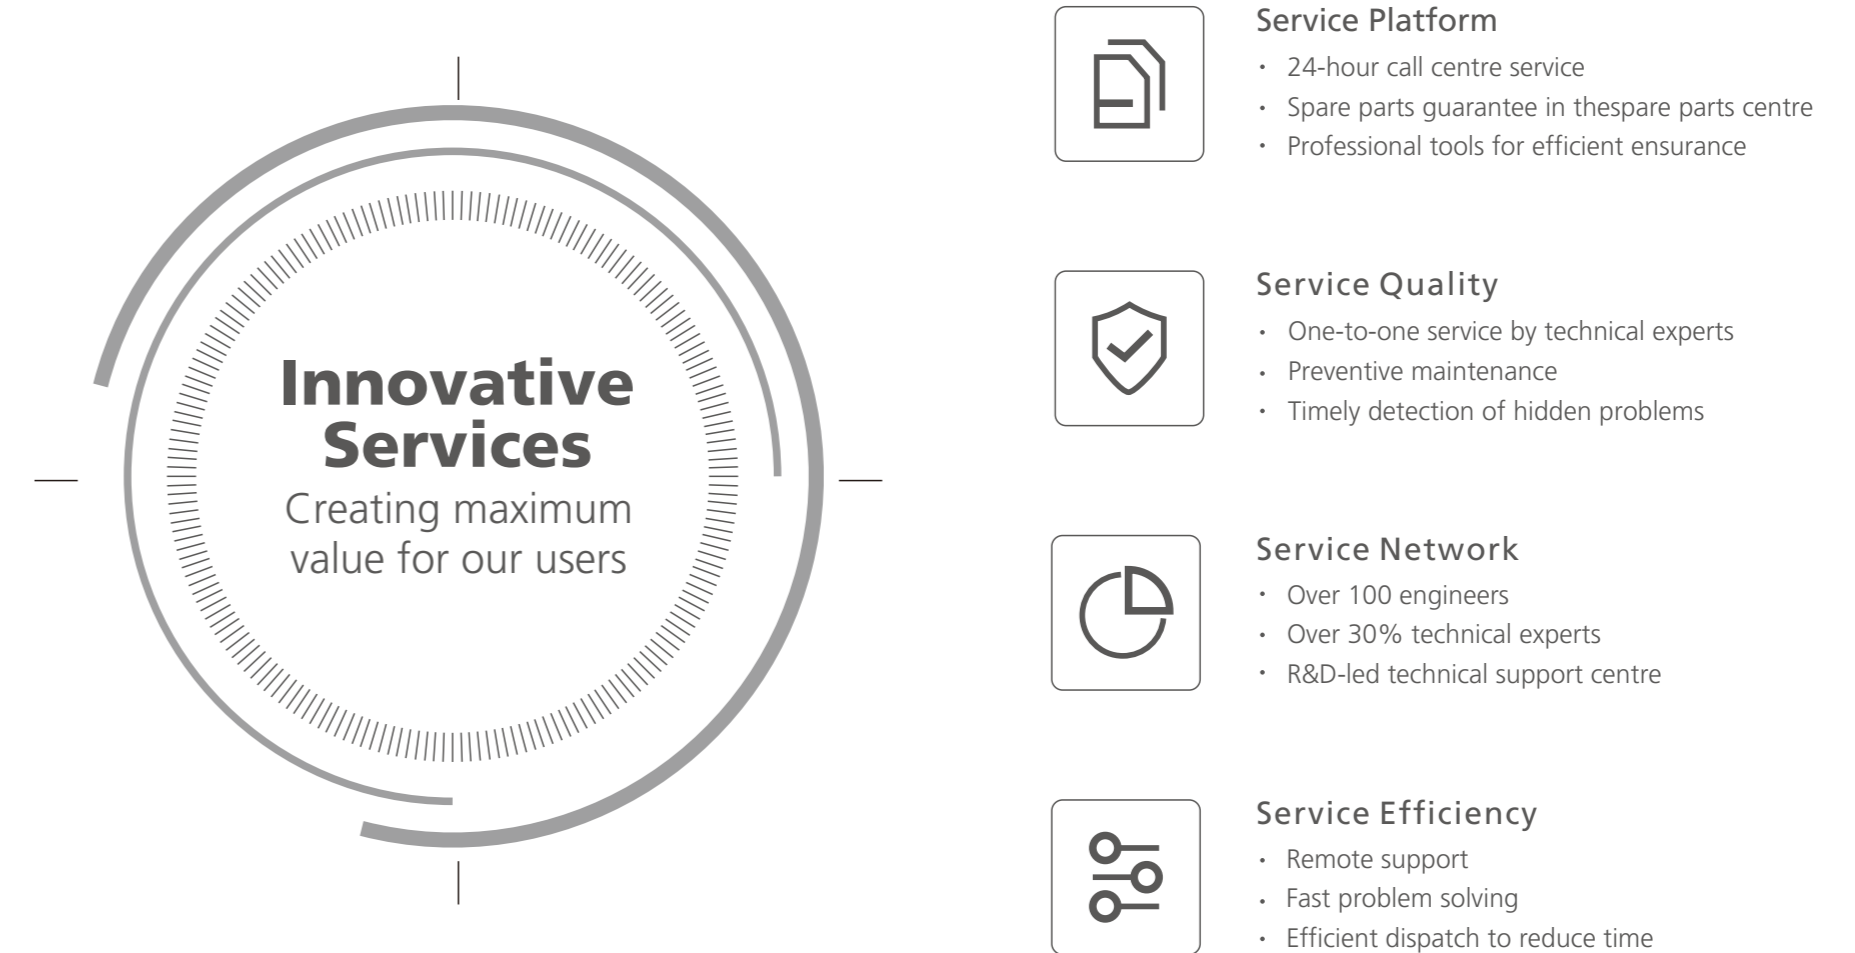 Innovative
Services
Creating maximum
value for our users
Service Platform
• 24-hour call centre service
• Spare parts guarantee in thespare parts centre
• Professional tools for efficient ensurance
Service Quality
• One-to-one service by technical experts
• Preventive maintenance
• Timely detection of hidden problems
Service Network
• Over 100 engineers
• Over 30% technical experts
• R&D-led technical support centre
Service Efficiency
• Remote support
• Fast problem solving
• Efficient dispatch to reduce time